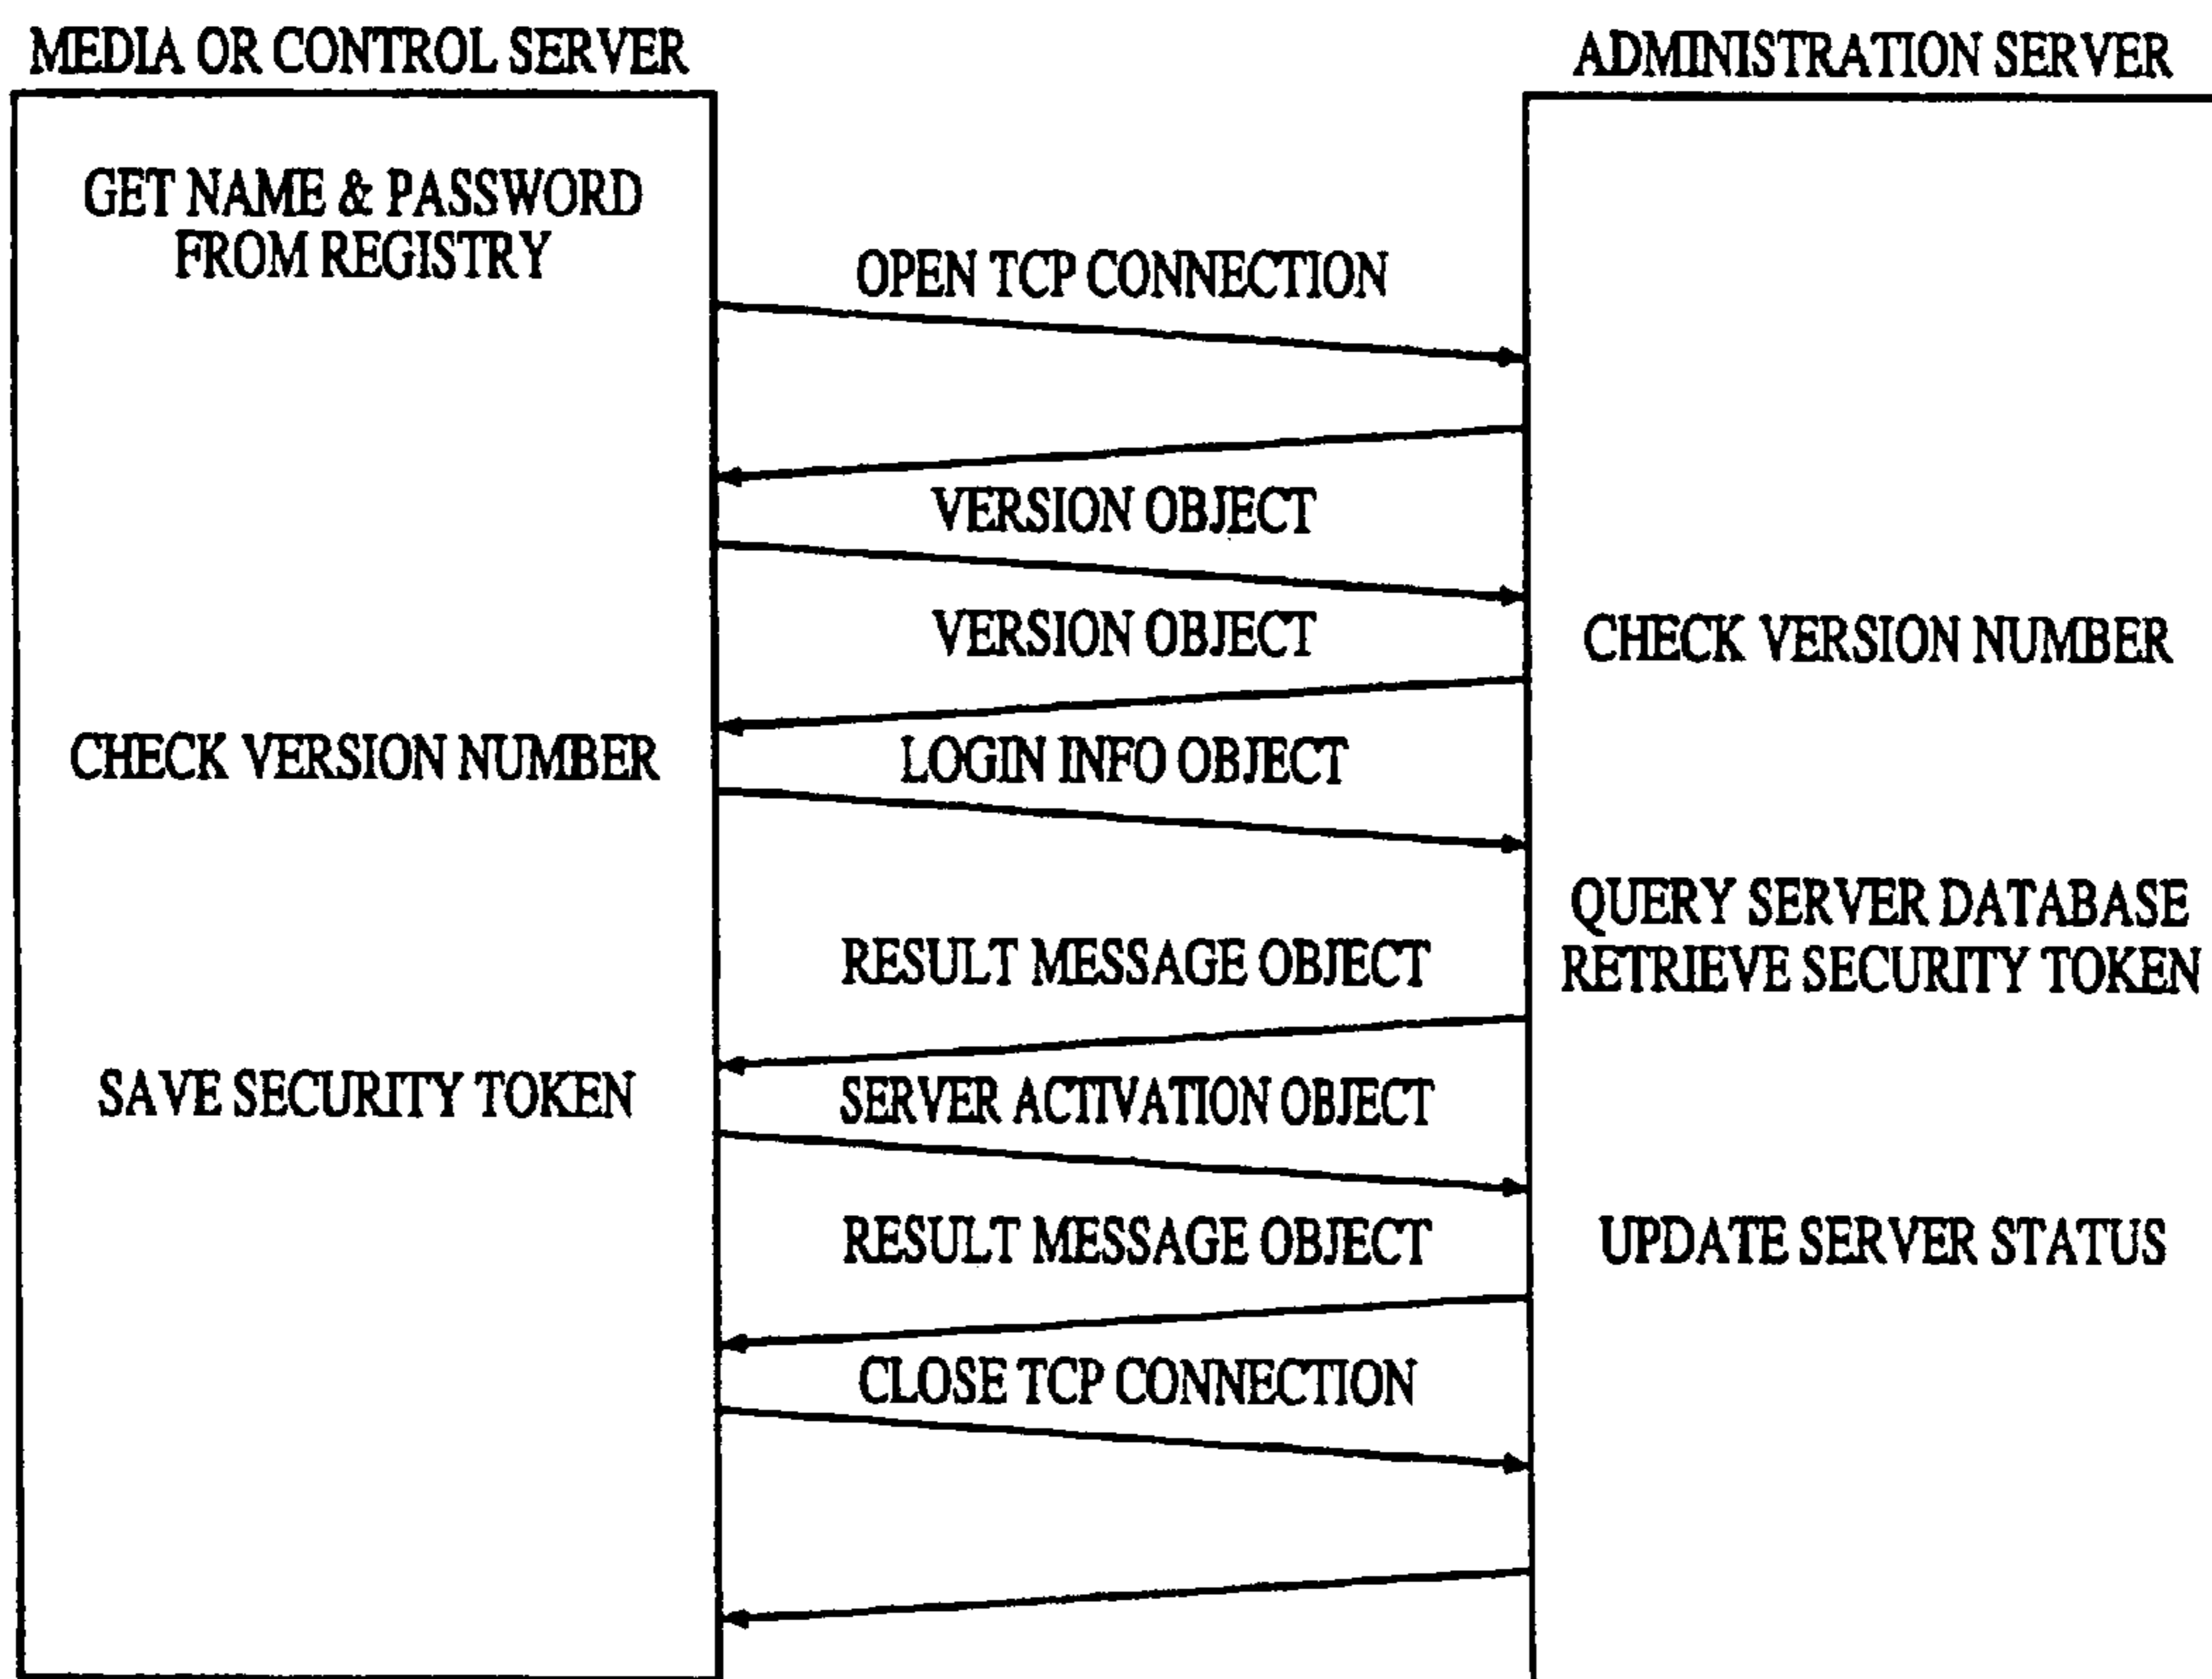 MEDIA OR CONTROL SERVER
ADMINISTRATION SERVER
GET NAME & PASSWORD
FROM REGISTRY
OPEN TCP CONNECTION
VERSION OBJECT
VERSION OBJECT
CHECK VERSION NUMBER
CHECK VERSION NUMBER
LOGIN INFO OBJECT
QUERY SERVER DATABASE
RETRIEVE SECURITY TOKEN
RESULT MESSAGE OBJECT
SAVE SECURITY TOKEN
SERVER ACTIVATION OBJECT
RESULT MESSAGE OBJECT
UPDATE SERVER STATUS
CLOSE TCP CONNECTION